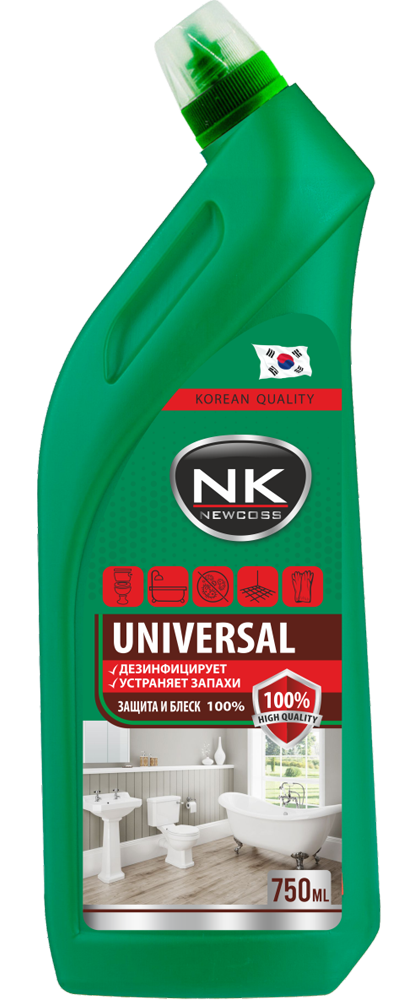 KOREAN QUALITY
NK
NEWCOSS
UNIVERSAL
ДЕЗИНФИЦИРУЕТ
УСТРАНЯЕТ ЗАПАХИ
ЗАЩИТА И БЛЕСК 100%
100%
HIGH QUALITY
750ML